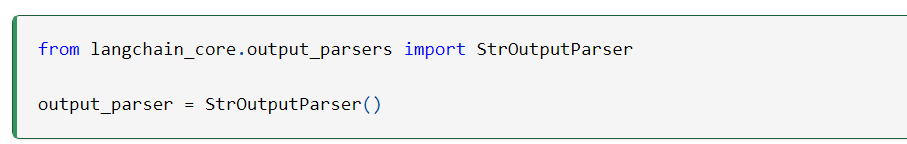 from langchain_core.output_parsers import StrOutputParser
output_parser = StrOutputParser()